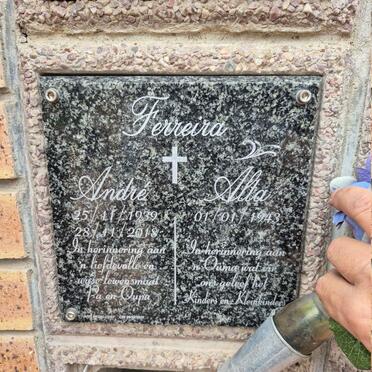 Ferreira
André
25/11/1939
28/11/2018
In herinnering aan
'n liefdevolle en
wyse lewensmaat
Pa en Oupa
Alta
01/01/1943
In herinnering aan
'n Ouma wat in
ons geleef het
Kinders en Kleinkinders